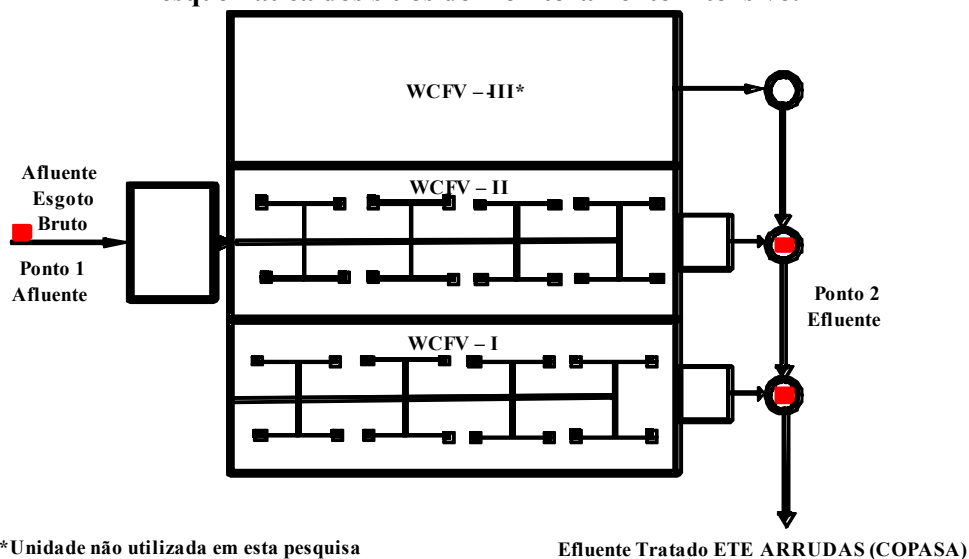 WCFV – III*
Afluente
Esgoto
Bruto
Ponto 1
Afluente
WCFV – II
Ponto 2
Efluente
WCFV – I
*Unidade não utilizada em esta pesquisa
Efluente Tratado ETE ARRUDAS (COPASA)